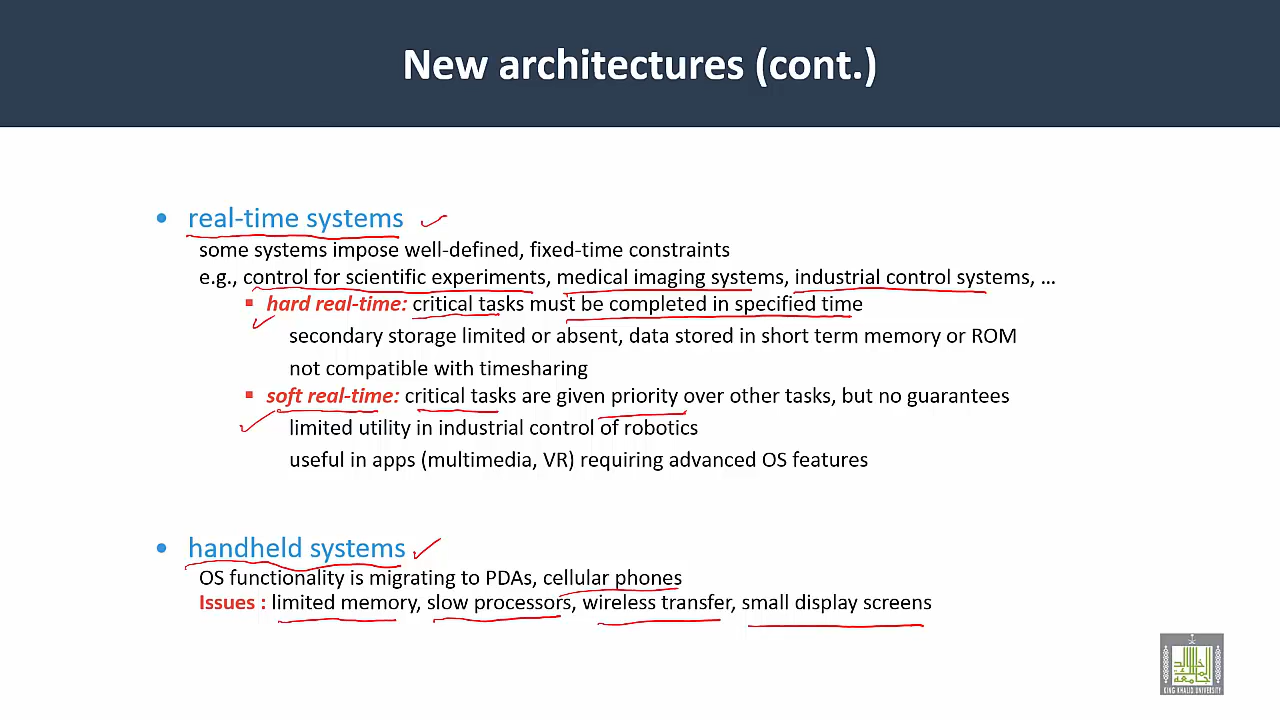 New architectures (cont.)
• real-time systems
some systems impose well-defined, fixed-time constraints
e.g., control for scientific experiments, medical imaging systems, industrial control systems, …
▪ hard real-time: critical tasks must be completed in specified time
secondary storage limited or absent, data stored in short term memory or ROM
not compatible with timesharing
▪ soft real-time: critical tasks are given priority over other tasks, but no guarantees
limited utility in industrial control of robotics
useful in apps (multimedia, VR) requiring advanced OS features
• handheld systems
OS functionality is migrating to PDAs, cellular phones
Issues : limited memory, slow processors, wireless transfer, small display screens
KING KHALID UNIVERSITY